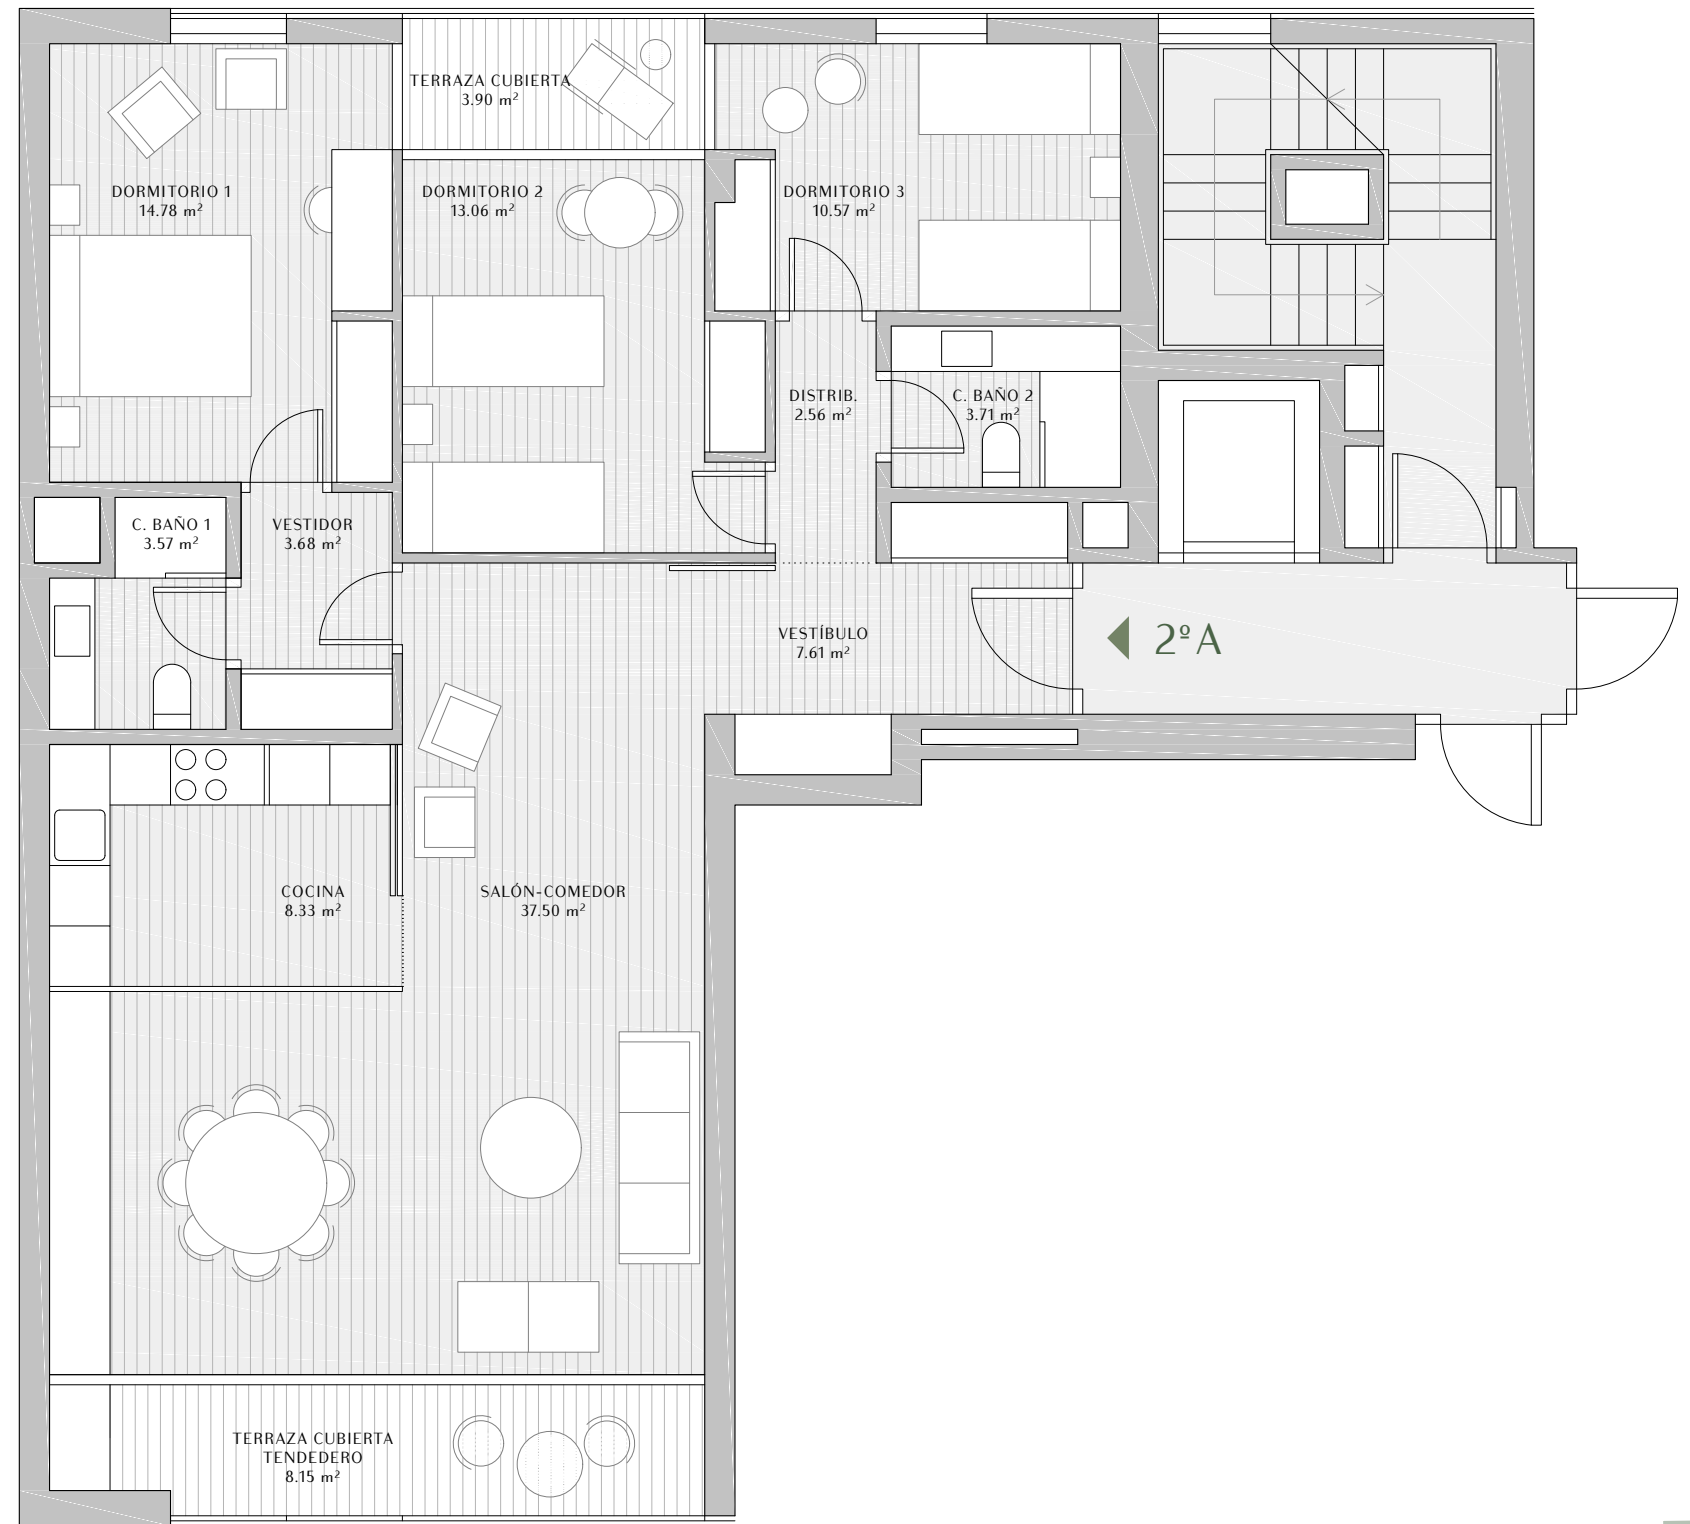 TERRAZA CUBIERTA
3.90 m²
DORMITORIO 1
14.78 m²
DORMITORIO 2
13.06 m²
DORMITORIO 3
10.57 m²
DISTRIB.
2.56 m²
C. BAÑO 2
3.71 m²
C. BAÑO 1
3.57 m²
VESTIDOR
3.68 m²
VESTÍBULO
7.61 m²
2ºA
COCINA
8.33 m²
SALÓN-COMEDOR
37.50 m²
TERRAZA CUBIERTA
TENDEDERO
8.15 m²